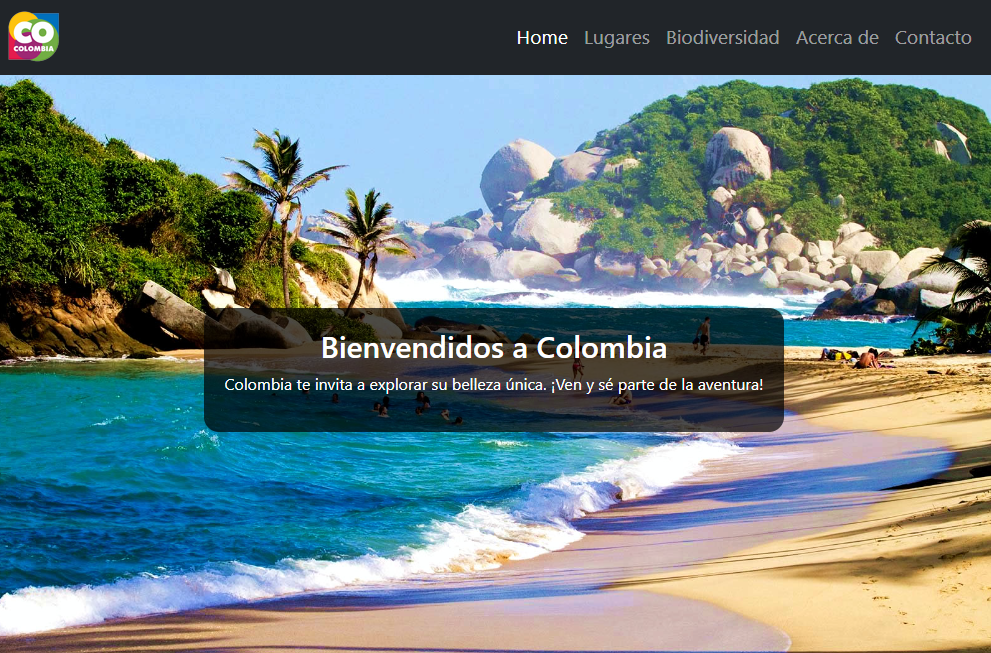 CO
COLOMBIA
Home Lugares Biodiversidad Acerca de Contacto
Bienvendidos a Colombia
Colombia te invita a explorar su belleza única. ¡Ven y sé parte de la aventura!